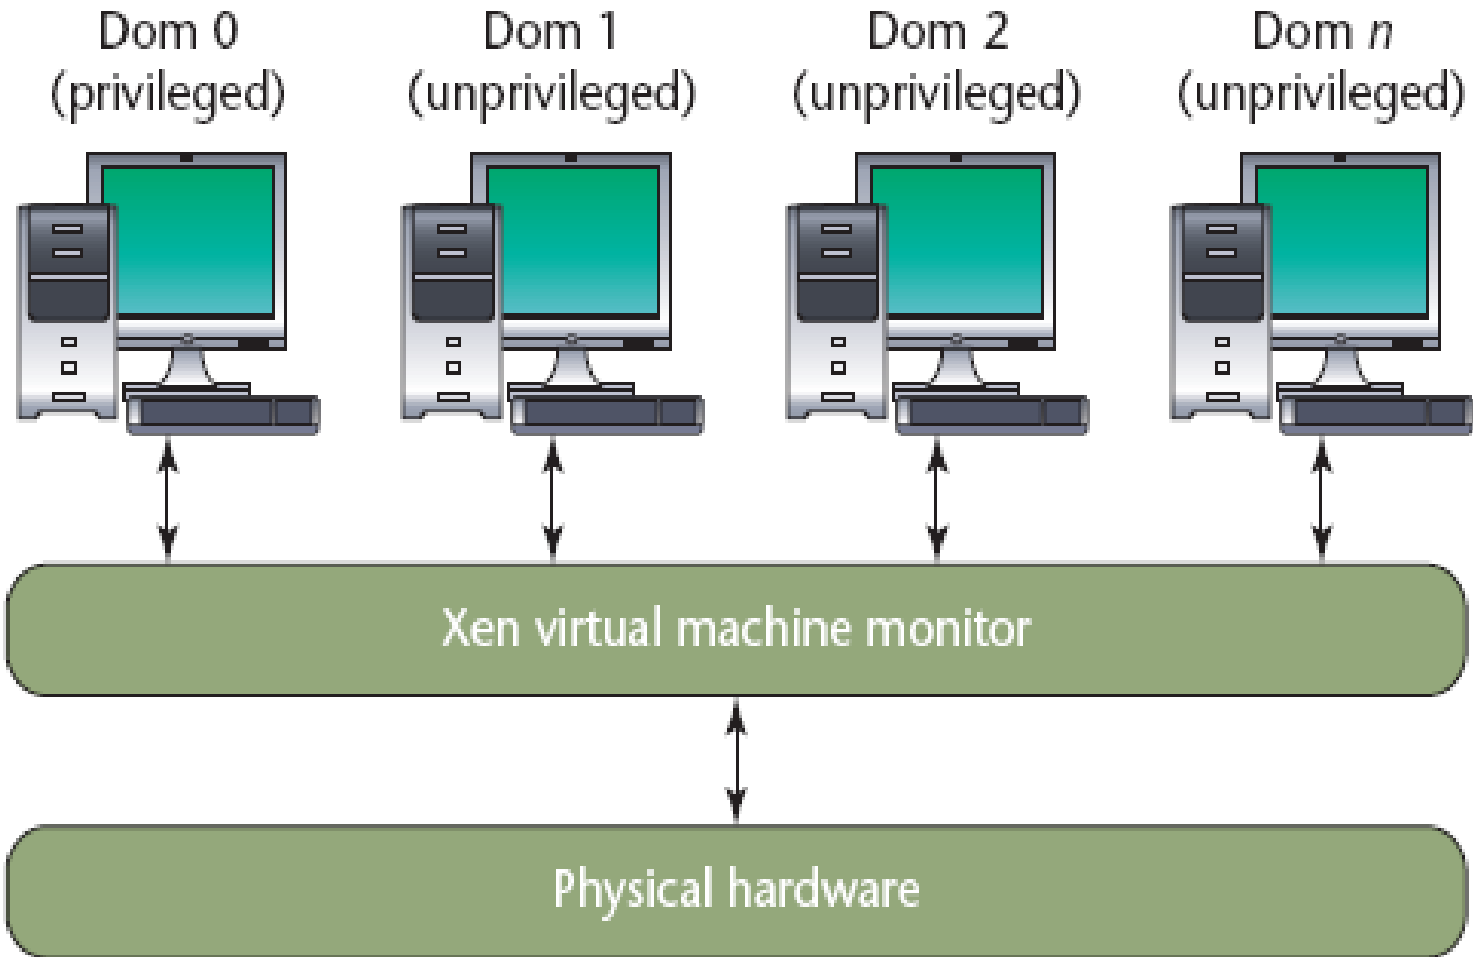 Dom 0
(privileged)
Dom 1
(unprivileged)
Dom 2
(unprivileged)
Dom n
(unprivileged)
Xen virtual machine monitor
Physical hardware